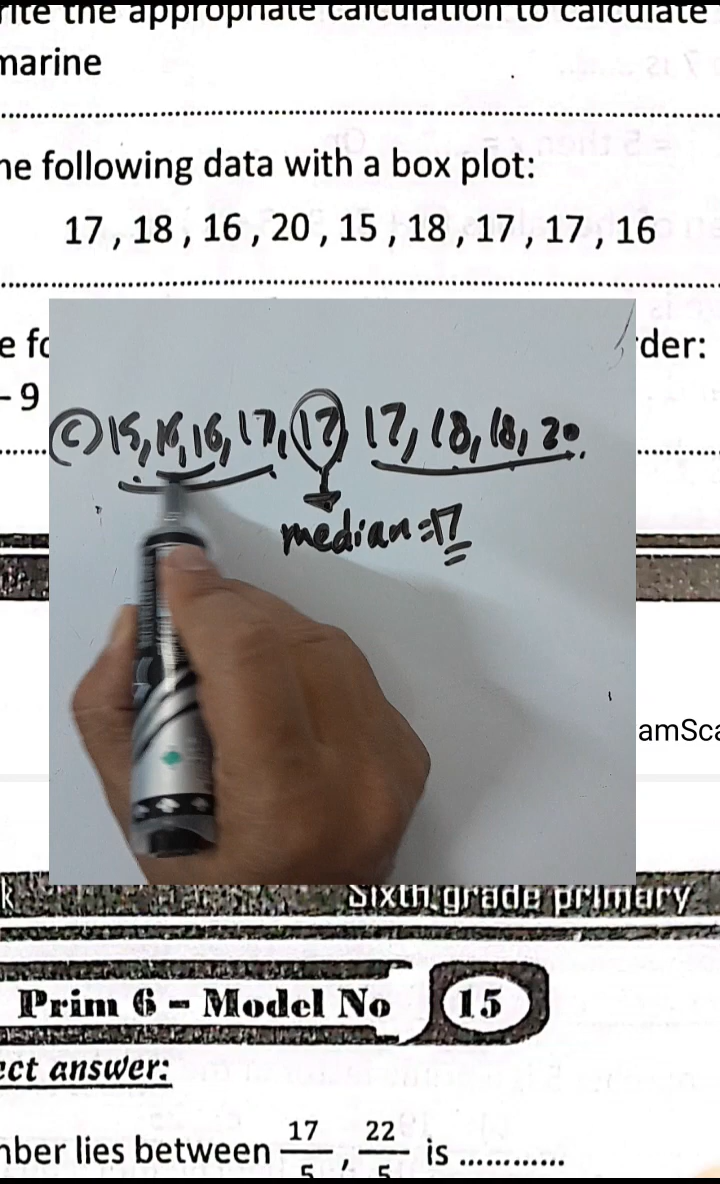 rite the appropriate calculation to calculate
marine
he following data with a box plot:
17 , 18 , 16 , 20 , 15 , 18 , 17 , 17 , 16
der:
- 9
(C) 15, 16, 16, 17, 17, 17, 18, 18, 20
median = 17
amSca
k
Sixth grade primary
Prim 6 - Model No 15
ect answer:
nber lies between 17/5 , 22/5 is ............